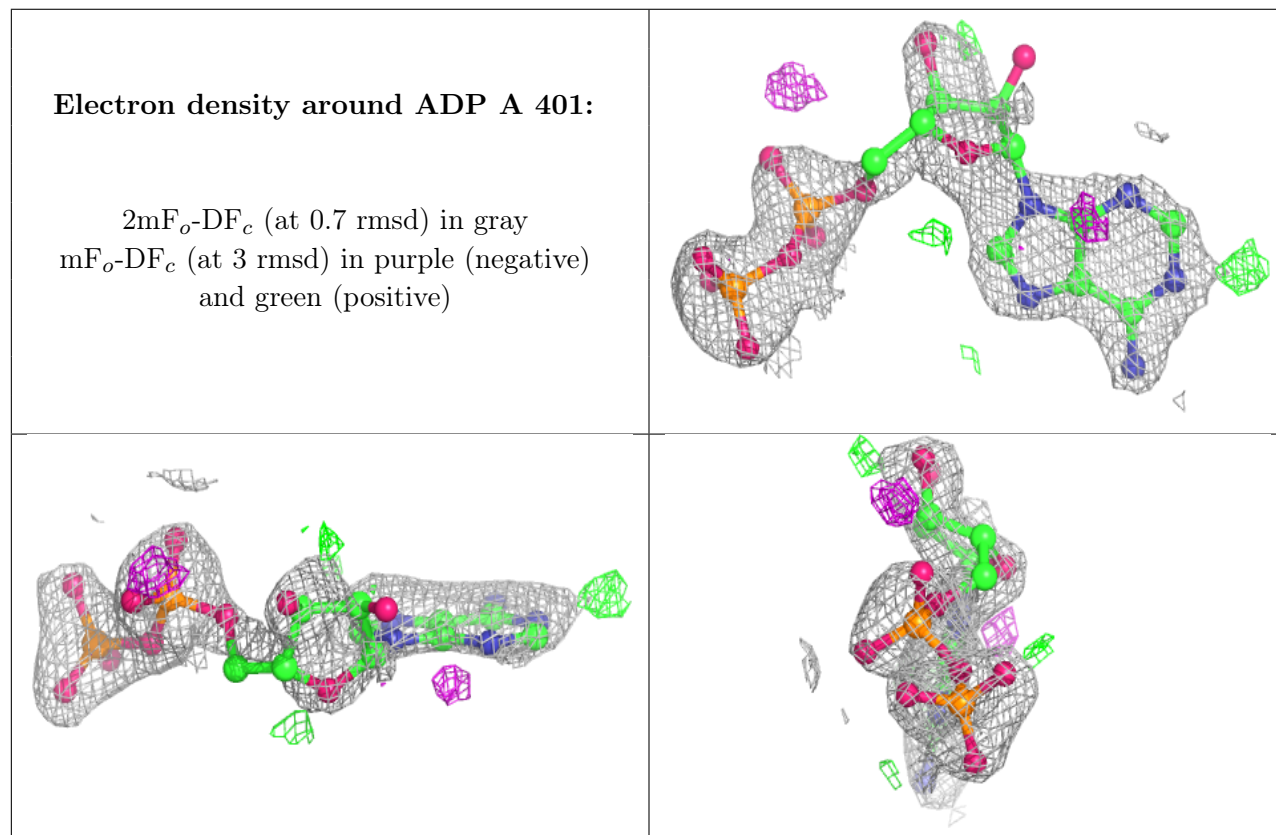 Electron density around ADP A 401:
2mFo-DFc (at 0.7 rmsd) in gray
mFo-DFc (at 3 rmsd) in purple (negative)
and green (positive)